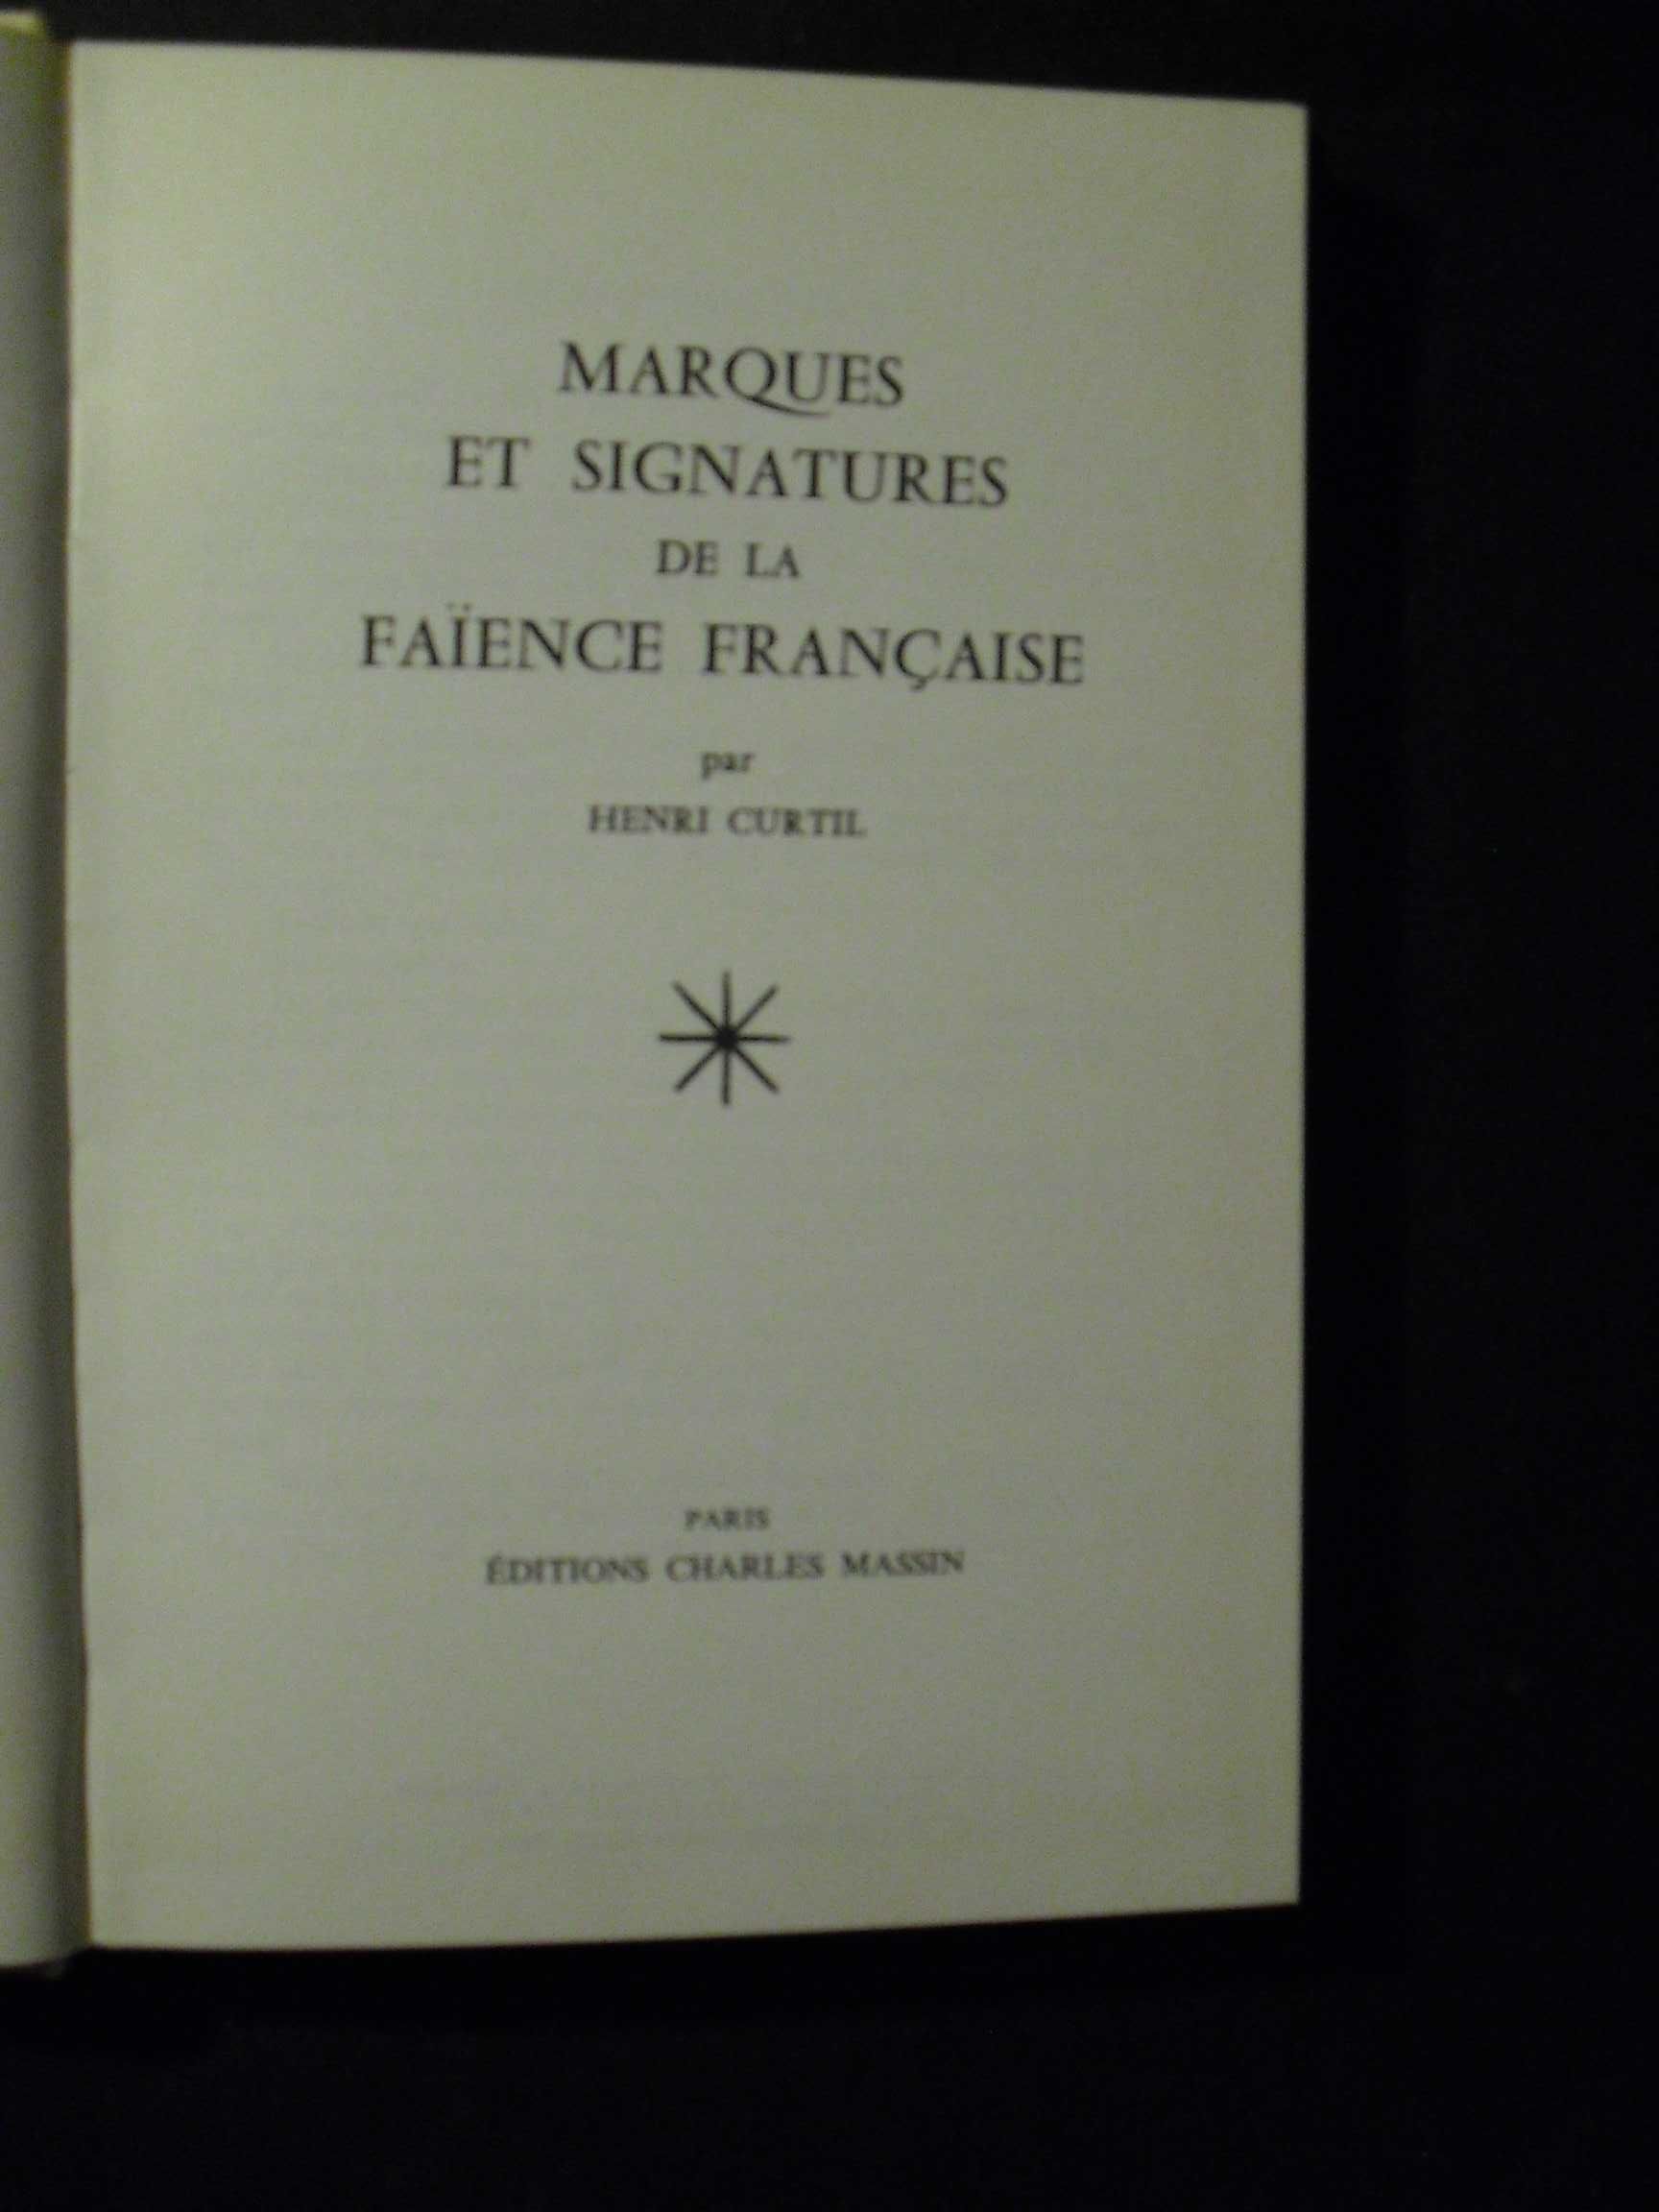 MARQUES
ET SIGNATURES
DE LA
FAÏENCE FRANÇAISE
par
HENRI CURTIL
PARIS
ÉDITIONS CHARLES MASSIN